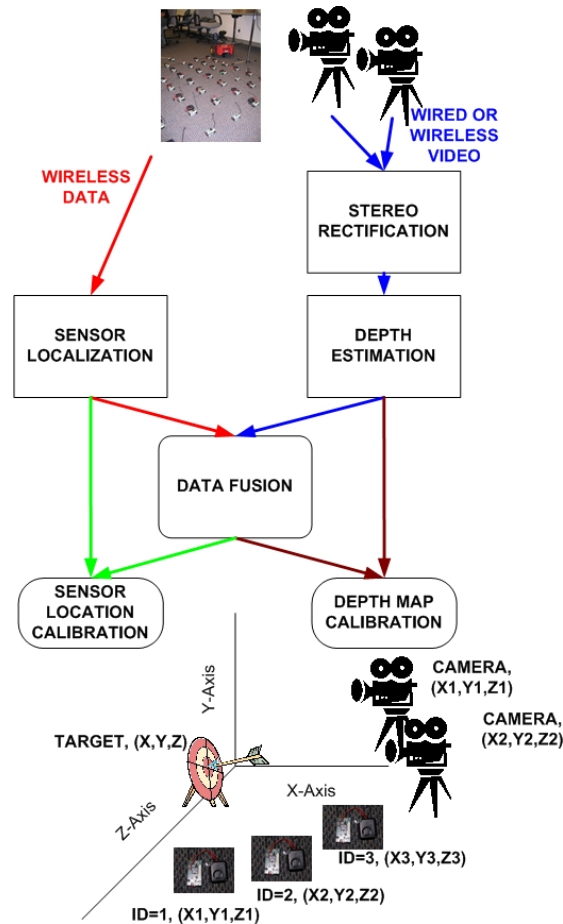 WIRED OR
WIRELESS
VIDEO
WIRELESS
DATA
STEREO
RECTIFICATION
SENSOR
LOCALIZATION
DEPTH
ESTIMATION
DATA FUSION
SENSOR
LOCATION
CALIBRATION
DEPTH MAP
CALIBRATION
CAMERA,
(X1,Y1,Z1)
CAMERA,
(X2,Y2,Z2)
Y-Axis
TARGET, (X,Y,Z)
X-Axis
Z-Axis
ID=3, (X3,Y3,Z3)
ID=2, (X2,Y2,Z2)
ID=1, (X1,Y1,Z1)